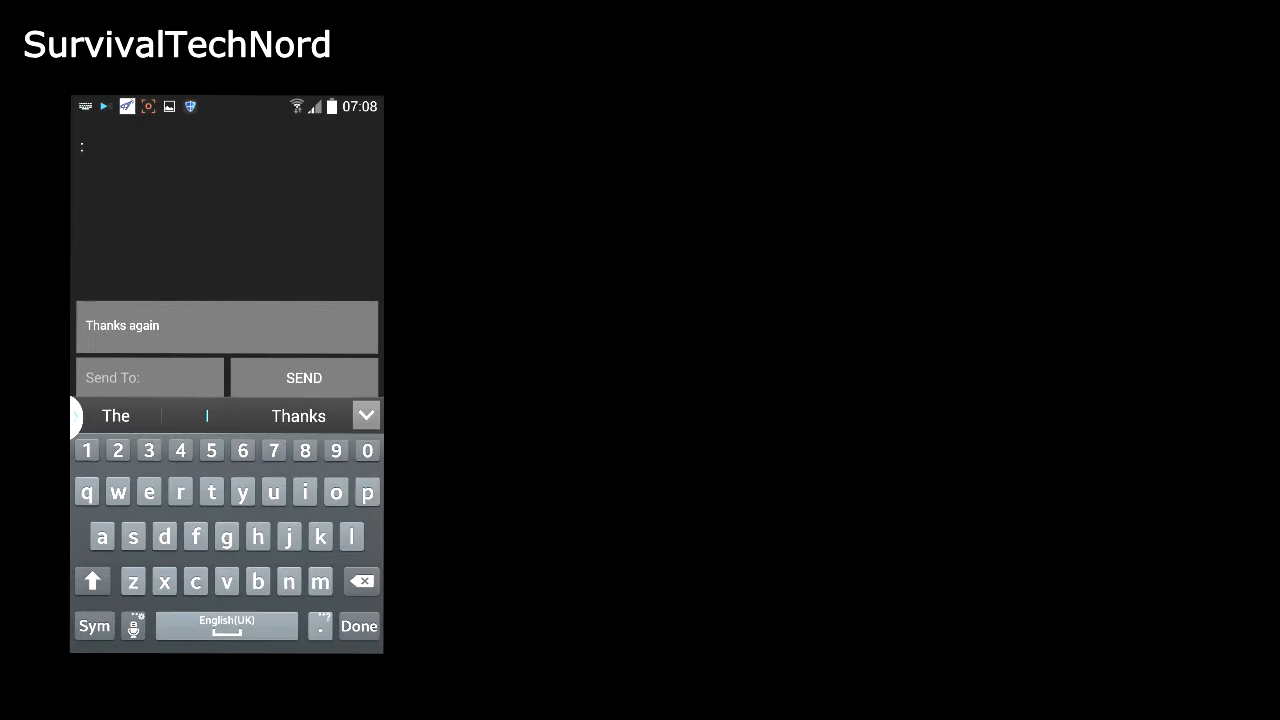 SurvivalTechNord
07:08
:
Thanks again
Send To: SEND
The I Thanks
1 2 3 4 5 6 7 8 9 0
q w e r t y u i o p
a s d f g h j k l
z x c v b n m
Sym English(UK) . Done